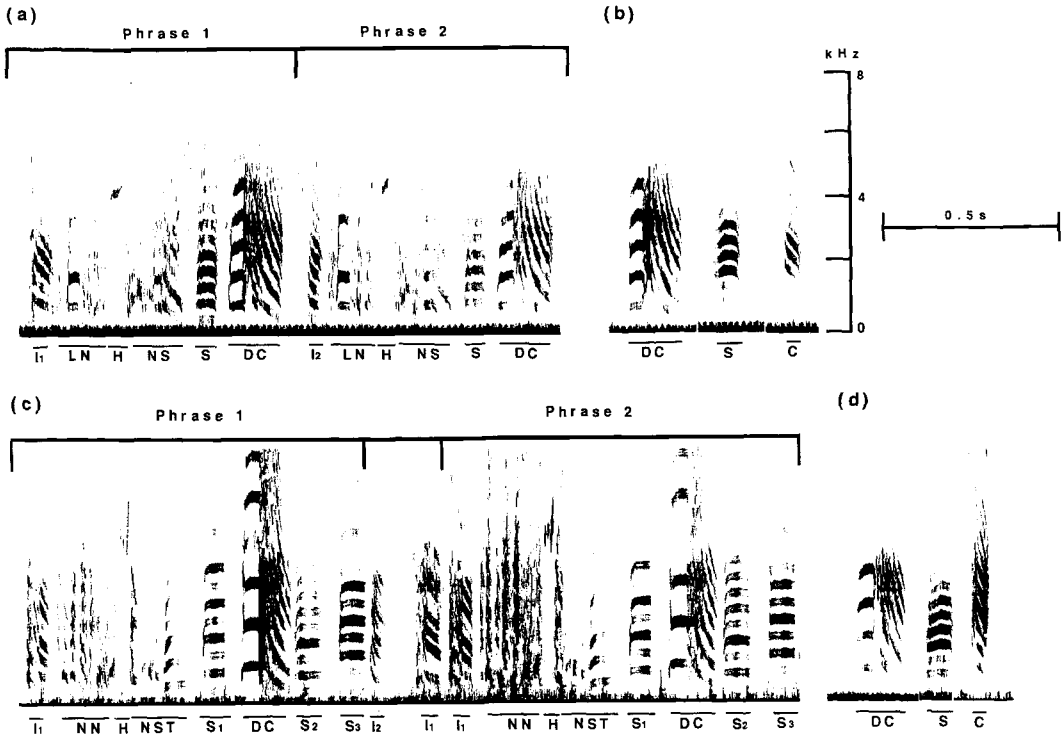 (a)
Phrase 1
Phrase 2
I1 LN H NS S DC I2 LN H NS S DC
(b)
kHz
8
4
0
0.5s
DC S C
(c)
Phrase 1
Phrase 2
I1 NN H NST S1 DC S2 S3 I2 I1 I1 NN H NST S1 DC S2 S3
(d)
DC S C